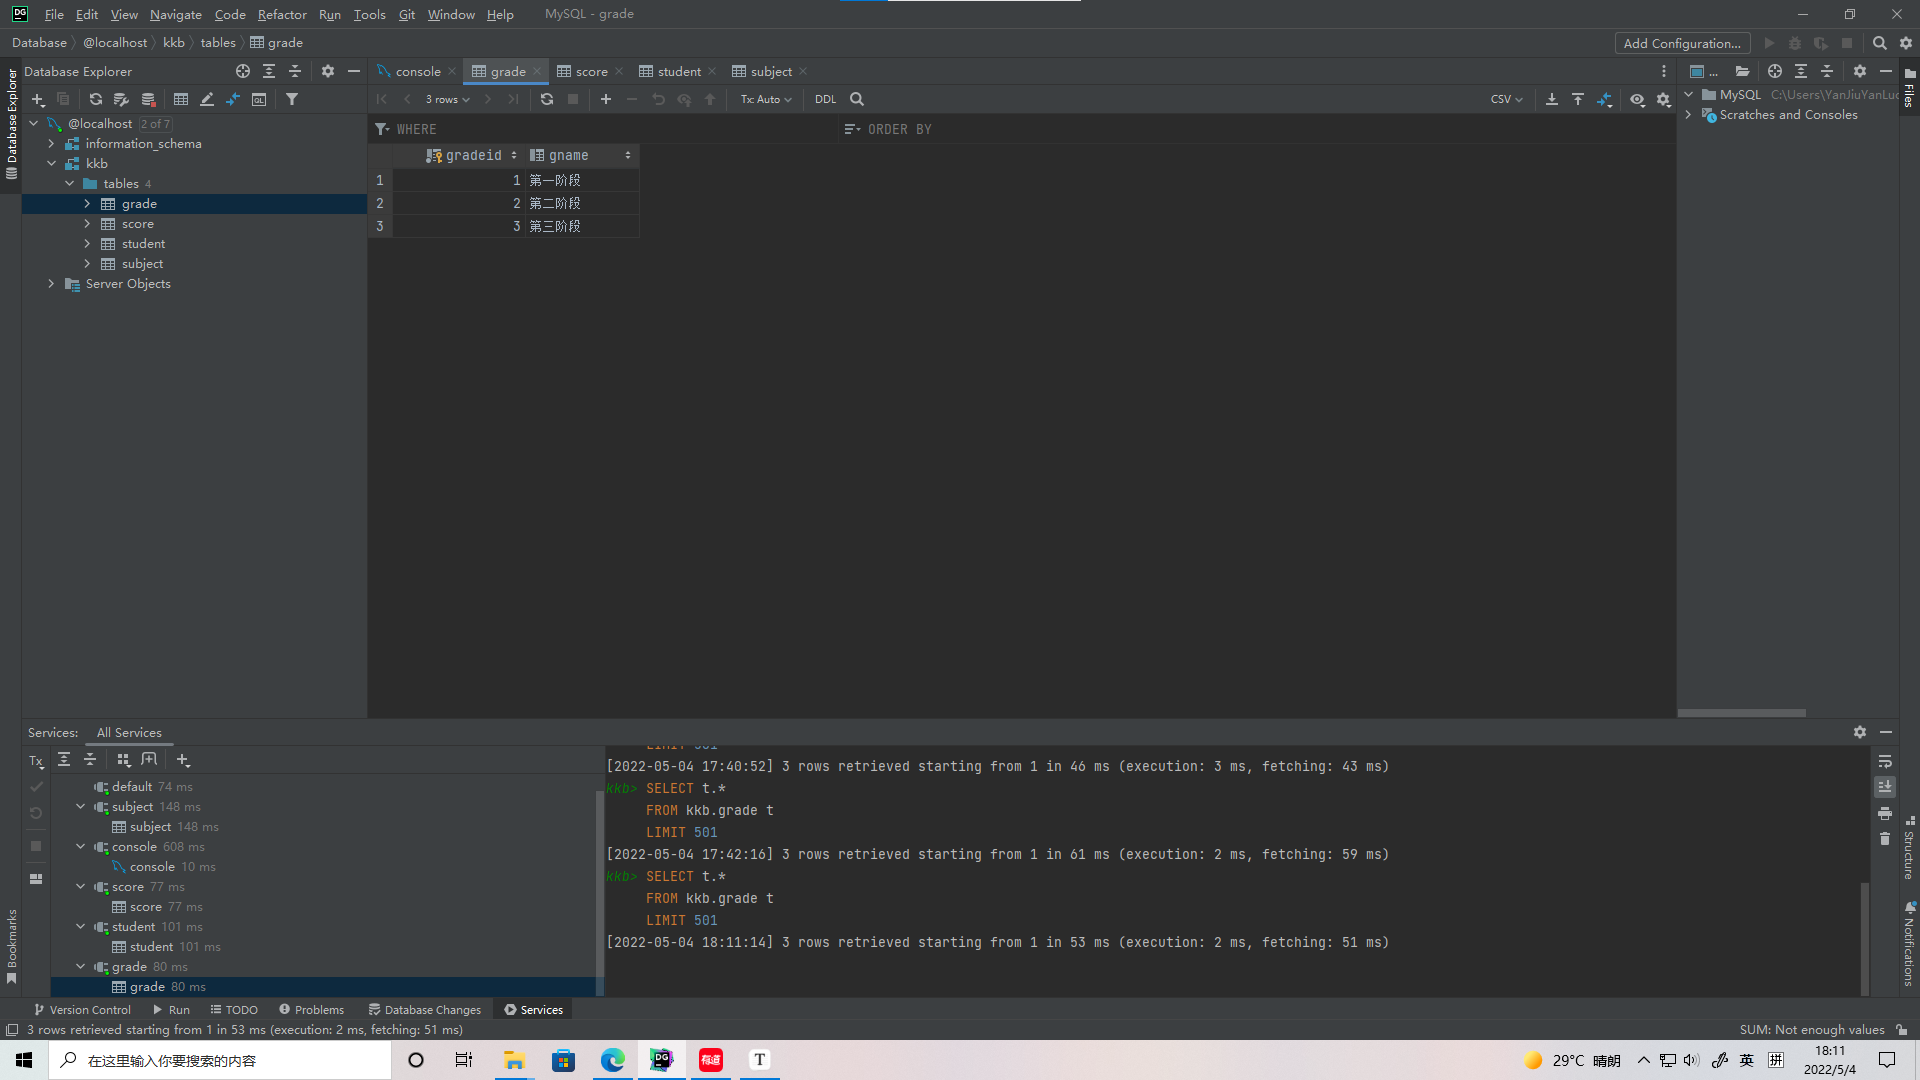 DG File Edit View Navigate Code Refactor Run Tools Git Window Help MySQL - grade
Database @localhost kkb tables grade Add Configuration...
Database Explorer
console grade score student subject
...
3 rows Tx: Auto DDL CSV
WHERE ORDER BY
MySQL C:\Users\YanJiuYanLuo
Scratches and Consoles
@localhost 2 of 7
information_schema
kkb
tables 4
grade
score
student
subject
Server Objects
gradeid gname
1 1 第一阶段
2 2 第二阶段
3 3 第三阶段
Database Explorer
Files
Services: All Services
Tx
default 74 ms
subject 148 ms
subject 148 ms
console 608 ms
console 10 ms
score 77 ms
score 77 ms
student 101 ms
student 101 ms
grade 80 ms
grade 80 ms
LIMIT 501
[2022-05-04 17:40:52] 3 rows retrieved starting from 1 in 46 ms (execution: 3 ms, fetching: 43 ms)
kkb> SELECT t.*
FROM kkb.grade t
LIMIT 501
[2022-05-04 17:42:16] 3 rows retrieved starting from 1 in 61 ms (execution: 2 ms, fetching: 59 ms)
kkb> SELECT t.*
FROM kkb.grade t
LIMIT 501
[2022-05-04 18:11:14] 3 rows retrieved starting from 1 in 53 ms (execution: 2 ms, fetching: 51 ms)
Bookmarks
Structure
Notifications
Version Control Run TODO Problems Database Changes Services
3 rows retrieved starting from 1 in 53 ms (execution: 2 ms, fetching: 51 ms) SUM: Not enough values
在这里输入你要搜索的内容 DG 有道 T 29°C 晴朗 英 拼 18:11
2022/5/4